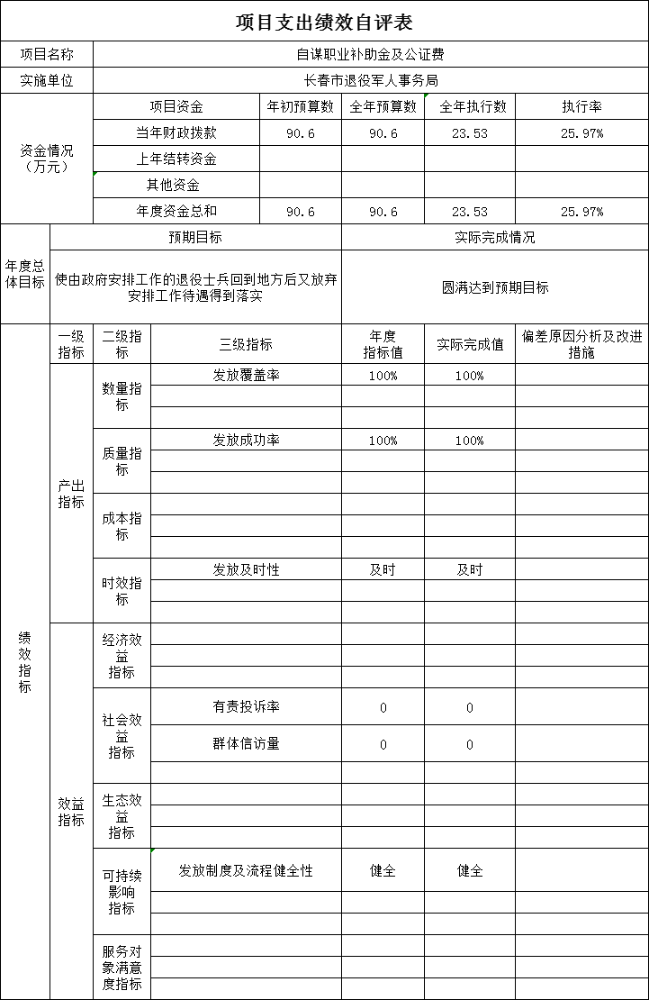 项目支出绩效自评表
项目名称 自谋职业补助金及公证费
实施单位 长春市退役军人事务局
资金情况
（万元）
项目资金 年初预算数 全年预算数 全年执行数 执行率
当年财政拨款 90.6 90.6 23.53 25.97%
上年结转资金
其他资金
年度资金总和 90.6 90.6 23.53 25.97%
年度总
体目标
预期目标 实际完成情况
使由政府安排工作的退役士兵回到地方后又放弃
安排工作待遇得到落实
圆满达到预期目标
绩
效
指
标
一级
指标
二级指
标
三级指标
年度
指标值
实际完成值
偏差原因分析及改进
措施
产出
指标
数量指
标
发放覆盖率 100% 100%
质量指
标
发放成功率 100% 100%
成本指
标
时效指
标
发放及时性 及时 及时
效益
指标
经济效
益
指标
社会效
益
指标
有责投诉率 0 0
群体信访量 0 0
生态效
益
指标
可持续
影响
指标
发放制度及流程健全性 健全 健全
服务对
象满意
度指标